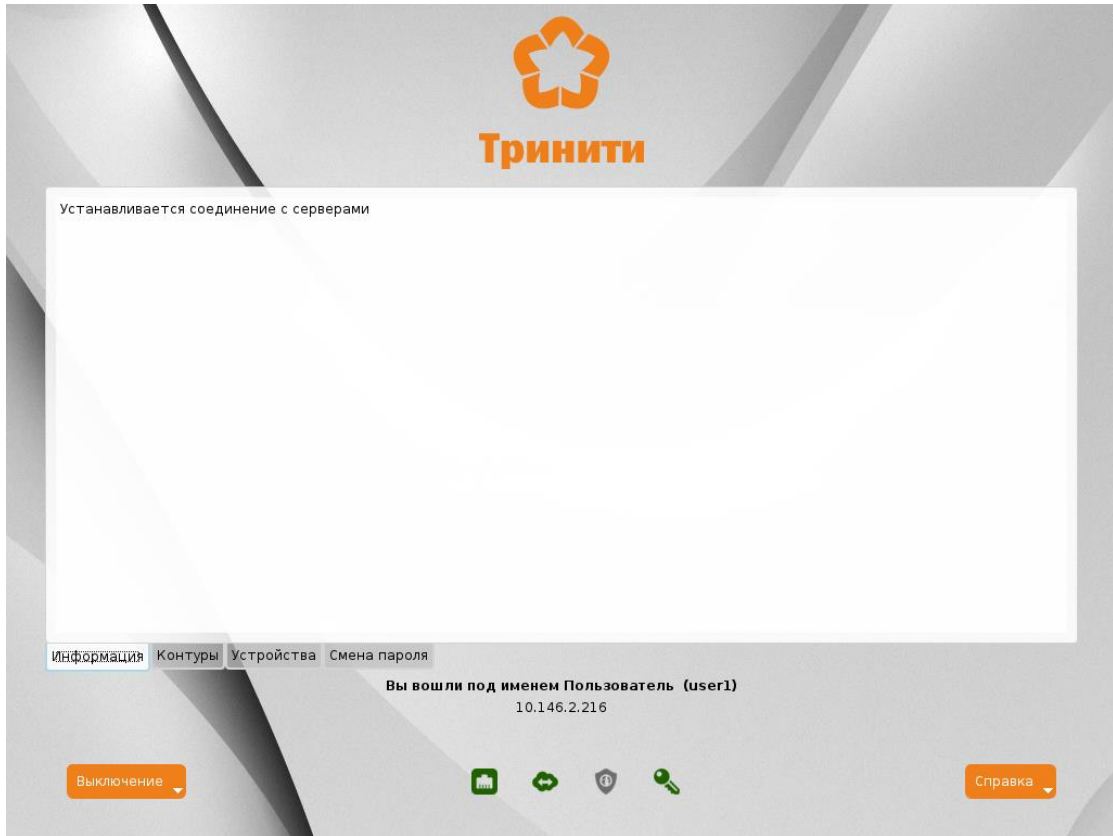 Тринити
Устанавливается соединение с серверами
Информация Контуры Устройства Смена пароля
Вы вошли под именем Пользователь (user1)
10.146.2.216
Выключение Справка